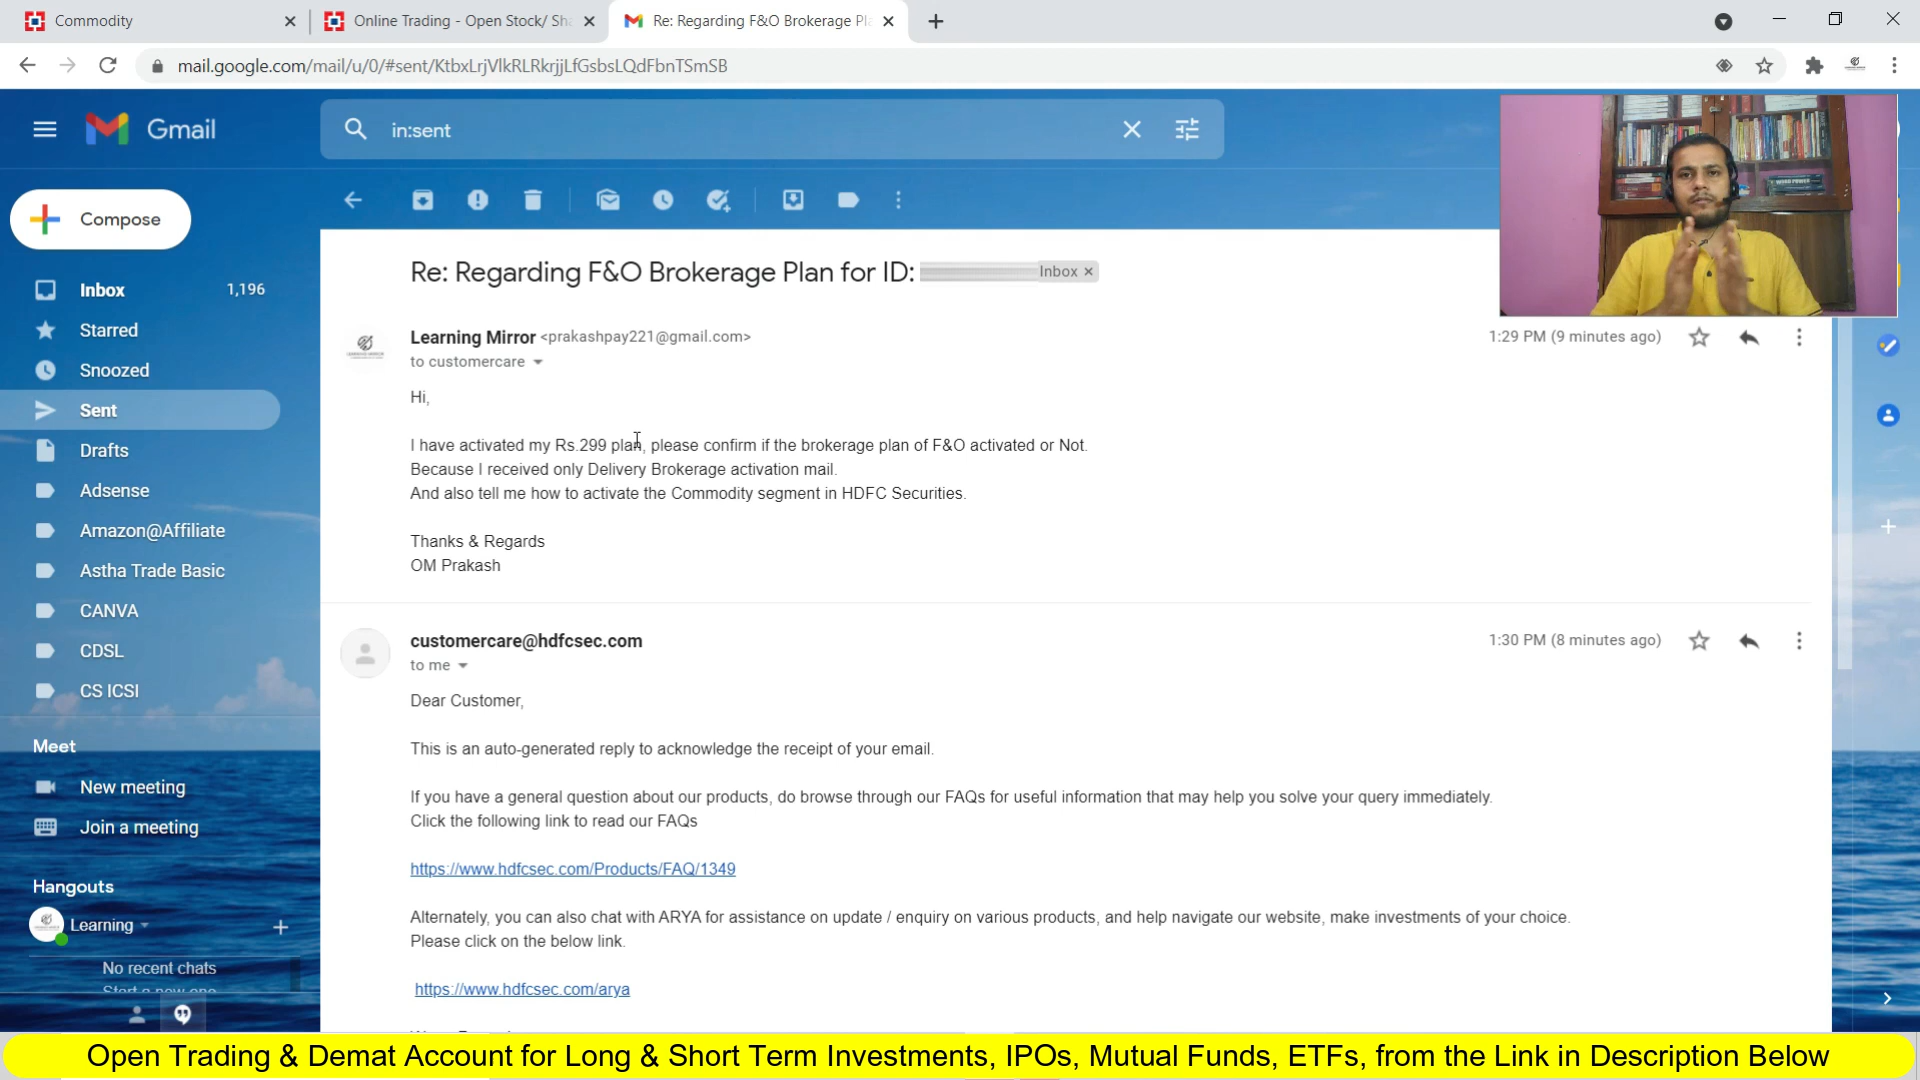 Commodity
Online Trading - Open Stock/ Sha
Re: Regarding F&O Brokerage Pla
mail.google.com/mail/u/0/#sent/KtbxLrjVlkRLRkrjjLfGsbsLQdFbnTSmSB
Gmail
in:sent
Compose
Inbox 1,196
Starred
Snoozed
Sent
Drafts
Adsense
Amazon@Affiliate
Astha Trade Basic
CANVA
CDSL
CS ICSI
Meet
New meeting
Join a meeting
Hangouts
Learning
No recent chats
Start a new one
Re: Regarding F&O Brokerage Plan for ID:
Inbox
Learning Mirror <prakashpay221@gmail.com>
1:29 PM (9 minutes ago)
to customercare
Hi,
I have activated my Rs.299 plan, please confirm if the brokerage plan of F&O activated or Not.
Because I received only Delivery Brokerage activation mail.
And also tell me how to activate the Commodity segment in HDFC Securities.
Thanks & Regards
OM Prakash
customercare@hdfcsec.com
1:30 PM (8 minutes ago)
to me
Dear Customer,
This is an auto-generated reply to acknowledge the receipt of your email.
If you have a general question about our products, do browse through our FAQs for useful information that may help you solve your query immediately.
Click the following link to read our FAQs
https://www.hdfcsec.com/Products/FAQ/1349
Alternately, you can also chat with ARYA for assistance on update / enquiry on various products, and help navigate our website, make investments of your choice.
Please click on the below link.
https://www.hdfcsec.com/arya
Open Trading & Demat Account for Long & Short Term Investments, IPOs, Mutual Funds, ETFs, from the Link in Description Below